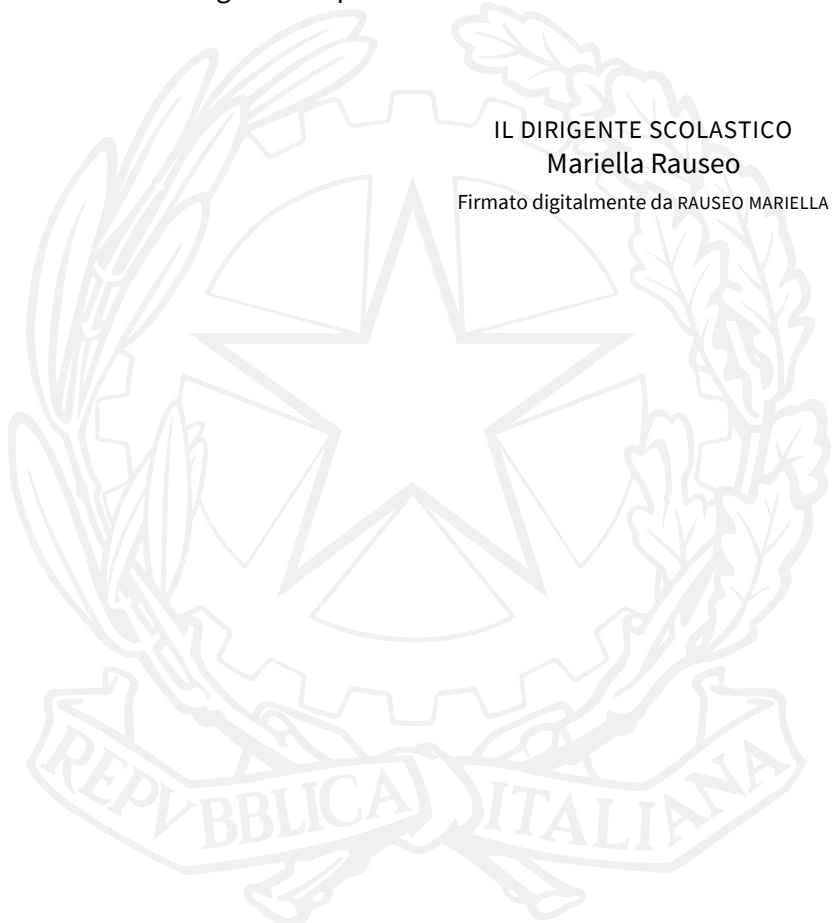 IL DIRIGENTE SCOLASTICO
Mariella Rauseo
Firmato digitalmente da RAUSEO MARIELLA
REPVBBLICA ITALIANA